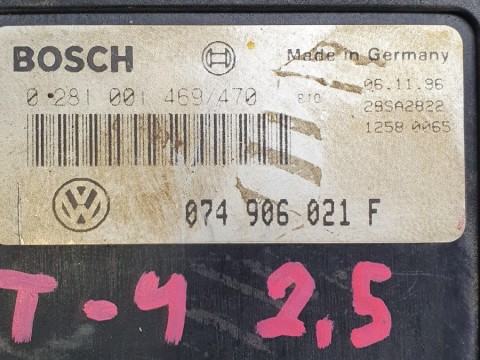 BOSCH Made in Germany
0 281 001 469/470 810 06.11.96
28SA2822
1258 0065
074 906 021 F
T-4 2,5